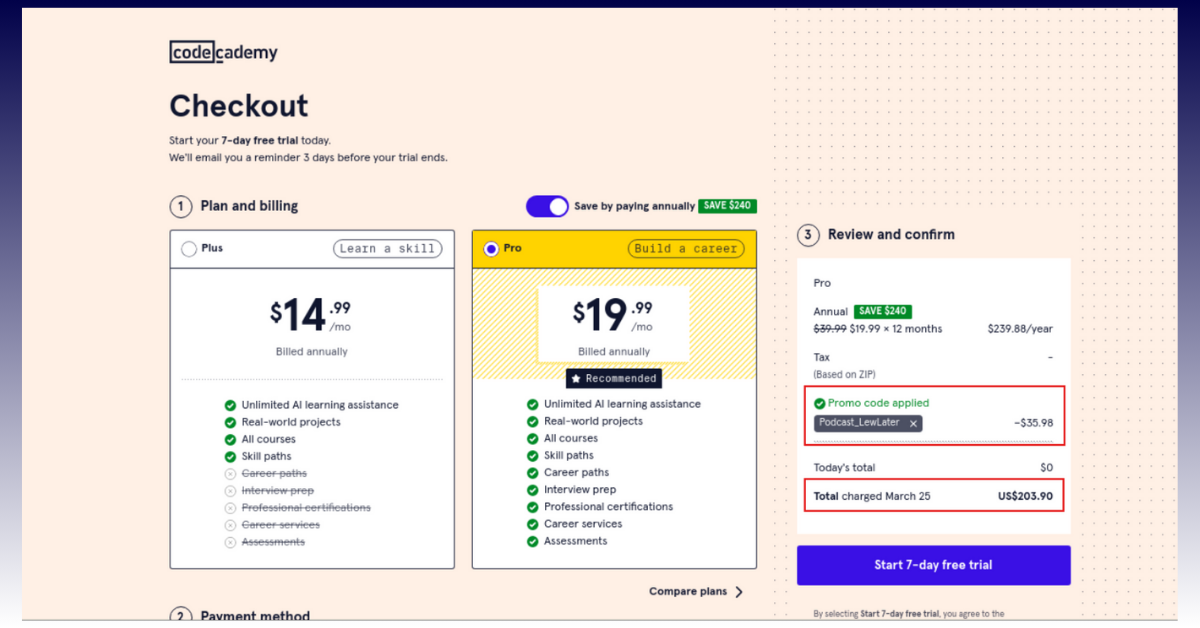 codecademy
Checkout
Start your 7-day free trial today.
We'll email you a reminder 3 days before your trial ends.
1 Plan and billing
Save by paying annually SAVE $240
Plus Learn a skill
$14.99
/mo
Billed annually
Unlimited AI learning assistance
Real-world projects
All courses
Skill paths
Career paths
Interview prep
Professional certifications
Career services
Assessments
Pro Build a career
$19.99
/mo
Billed annually
Recommended
Unlimited AI learning assistance
Real-world projects
All courses
Skill paths
Career paths
Interview prep
Professional certifications
Career services
Assessments
Compare plans
2 Payment method
3 Review and confirm
Pro
Annual SAVE $240
$39.99 $19.99 × 12 months $239.88/year
Tax -
(Based on ZIP)
Promo code applied
Podcast_LewLater × -$35.98
Today's total $0
Total charged March 25 US$203.90
Start 7-day free trial
By selecting Start 7-day free trial, you agree to the